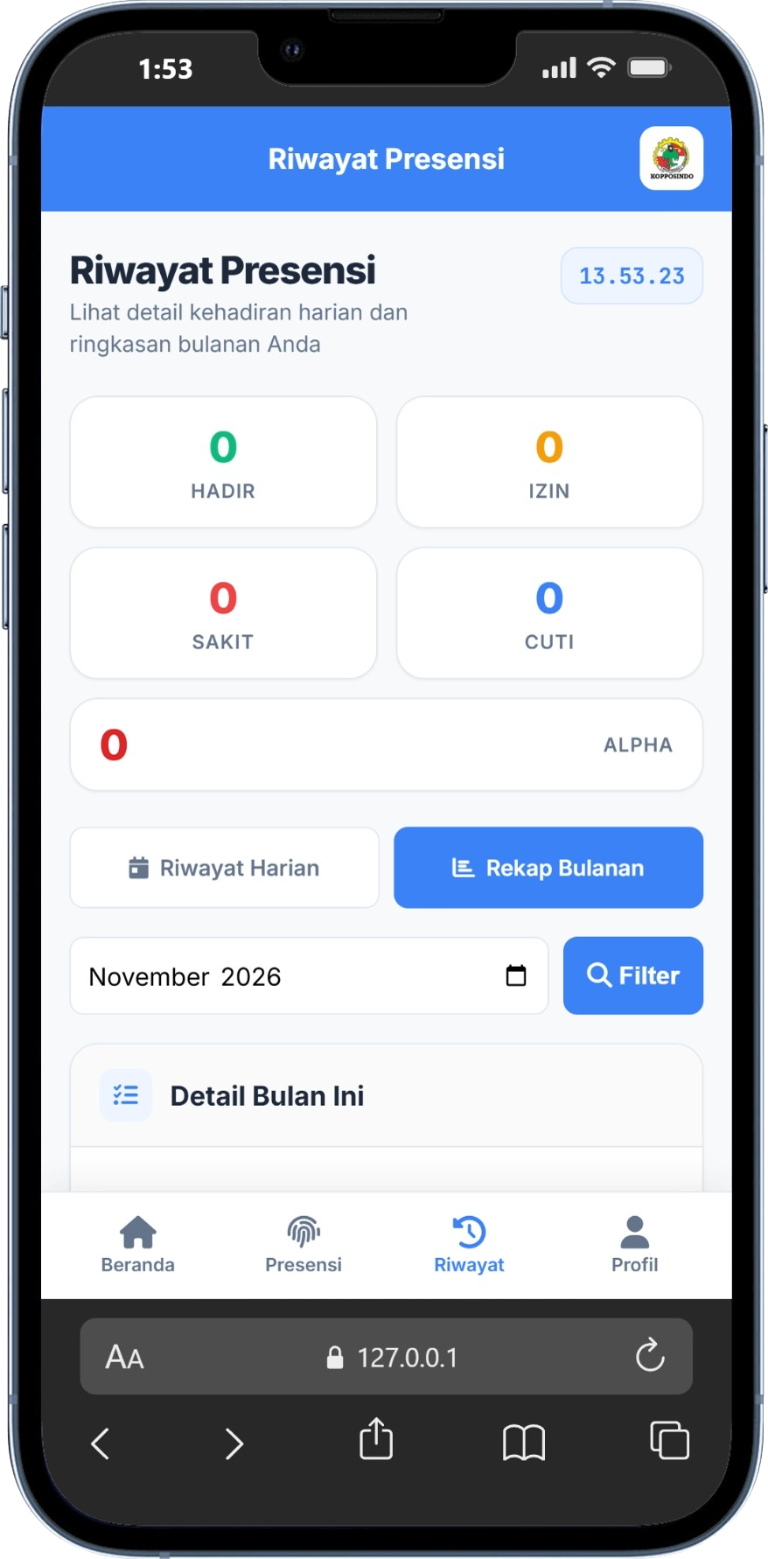 1:53
Riwayat Presensi
KOPPOSINDO
Riwayat Presensi
13.53.23
Lihat detail kehadiran harian dan
ringkasan bulanan Anda
0
HADIR
0
IZIN
0
SAKIT
0
CUTI
0 ALPHA
Riwayat Harian
Rekap Bulanan
November 2026
Filter
Detail Bulan Ini
Beranda
Presensi
Riwayat
Profil
AA
127.0.0.1